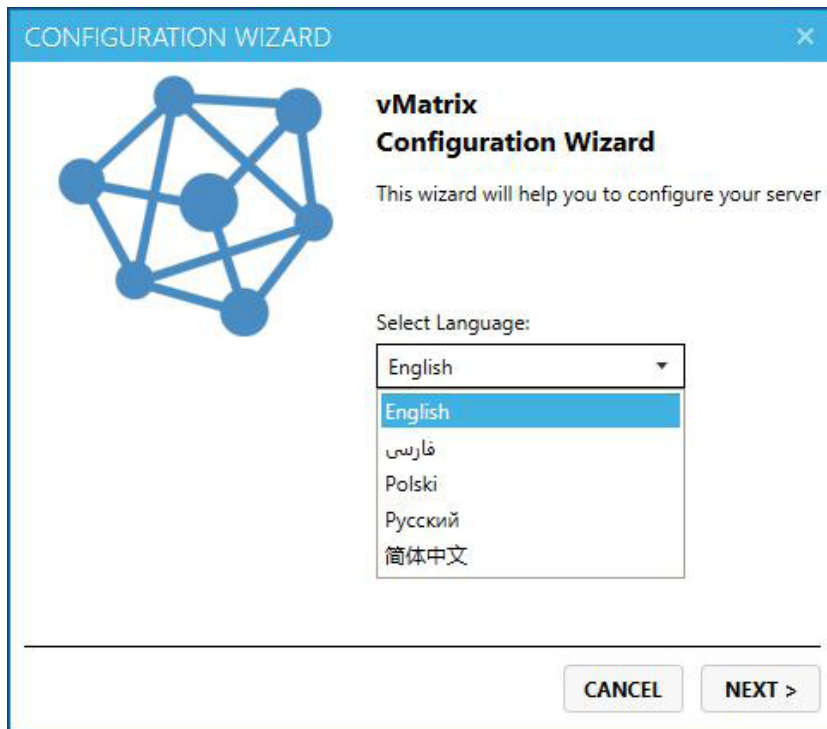 CONFIGURATION WIZARD
vMatrix
Configuration Wizard
This wizard will help you to configure your server
Select Language:
English
English
فارسی
Polski
Русский
简体中文
CANCEL
NEXT >